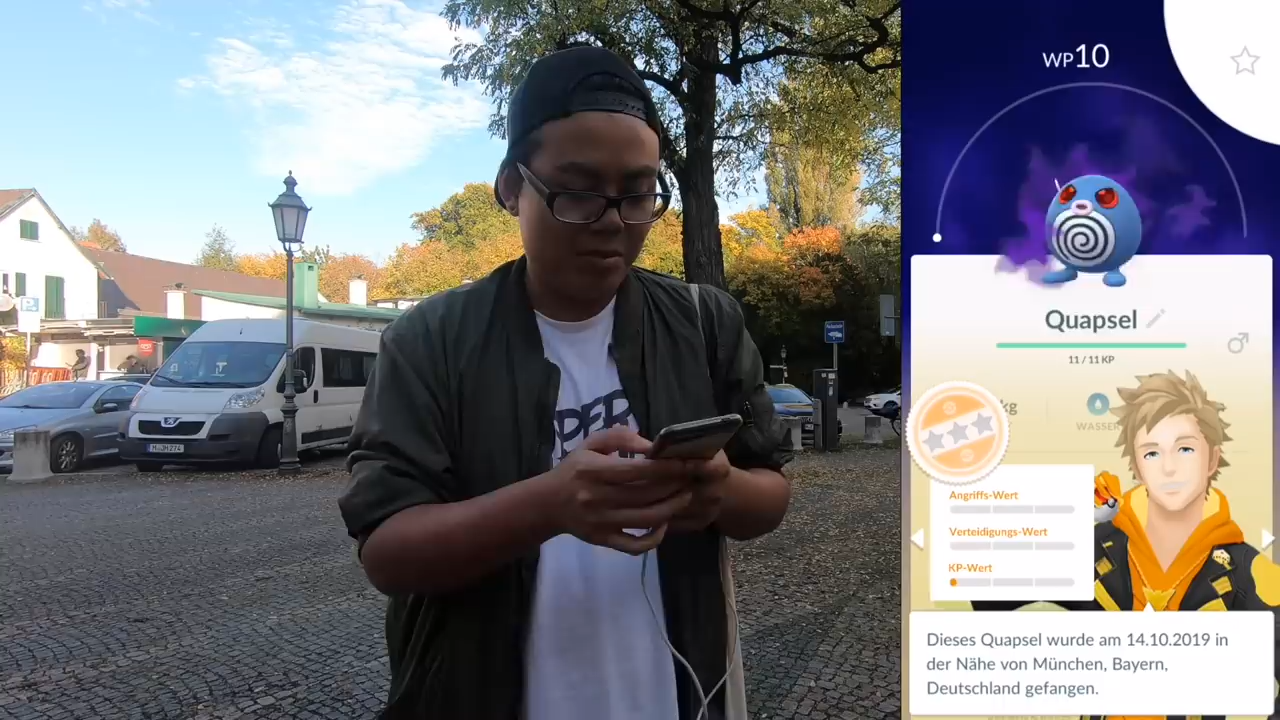 WP10
Quapsel
11 / 11 KP
kg
WASSER
Angriffs-Wert
Verteidigungs-Wert
KP-Wert
Dieses Quapsel wurde am 14.10.2019 in
der Nähe von München, Bayern,
Deutschland gefangen.
P